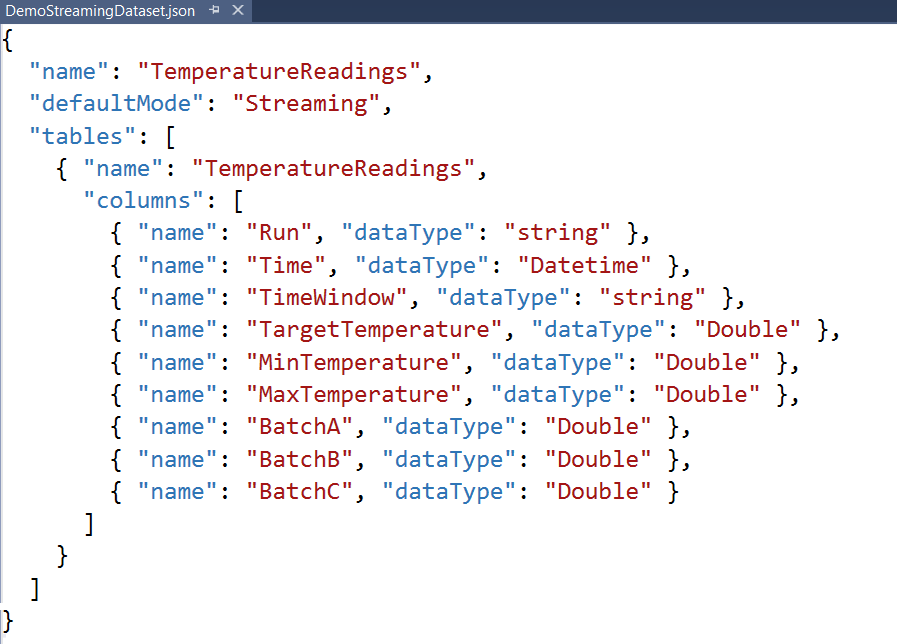 DemoStreamingDataset.json
{
  "name": "TemperatureReadings",
  "defaultMode": "Streaming",
  "tables": [
    { "name": "TemperatureReadings",
      "columns": [
        { "name": "Run", "dataType": "string" },
        { "name": "Time", "dataType": "Datetime" },
        { "name": "TimeWindow", "dataType": "string" },
        { "name": "TargetTemperature", "dataType": "Double" },
        { "name": "MinTemperature", "dataType": "Double" },
        { "name": "MaxTemperature", "dataType": "Double" },
        { "name": "BatchA", "dataType": "Double" },
        { "name": "BatchB", "dataType": "Double" },
        { "name": "BatchC", "dataType": "Double" }
      ]
    }
  ]
}